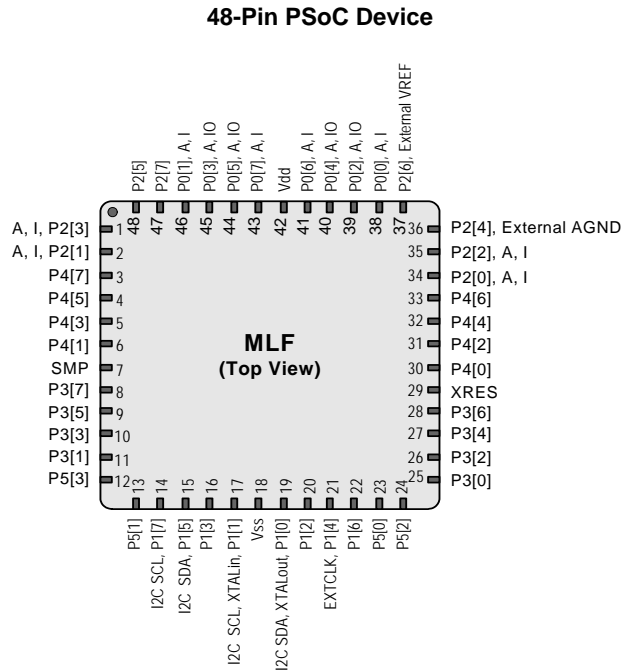 48-Pin PSoC Device
P2[5]
P2[7]
P0[1], A, I
P0[3], A, IO
P0[5], A, IO
P0[7], A, I
Vdd
P0[6], A, I
P0[4], A, IO
P0[2], A, IO
P0[0], A, I
P2[6], External VREF
48
47
46
45
44
43
42
41
40
39
38
37
A, I, P2[3] 1
A, I, P2[1] 2
P4[7] 3
P4[5] 4
P4[3] 5
P4[1] 6
SMP 7
P3[7] 8
P3[5] 9
P3[3] 10
P3[1] 11
P5[3] 12
MLF
(Top View)
36 P2[4], External AGND
35 P2[2], A, I
34 P2[0], A, I
33 P4[6]
32 P4[4]
31 P4[2]
30 P4[0]
29 XRES
28 P3[6]
27 P3[4]
26 P3[2]
25 P3[0]
13
14
15
16
17
18
19
20
21
22
23
24
P5[1]
I2C SCL, P1[7]
I2C SDA, P1[5]
P1[3]
I2C SCL, XTALin, P1[1]
Vss
I2C SDA, XTALout, P1[0]
P1[2]
EXTCLK, P1[4]
P1[6]
P5[0]
P5[2]